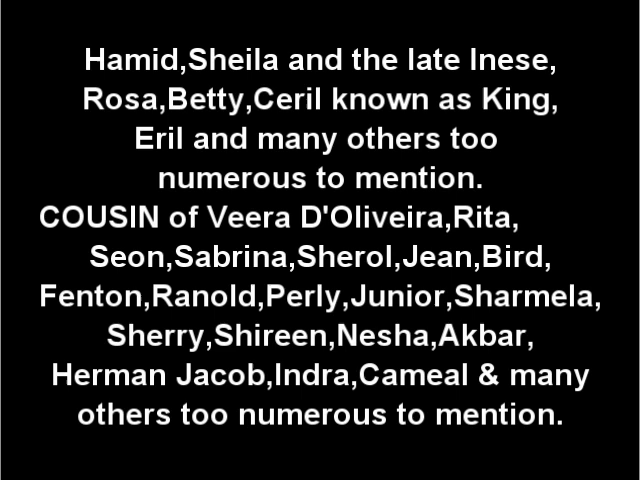 Hamid,Sheila and the late Inese,
Rosa,Betty,Ceril known as King,
Eril and many others too
numerous to mention.
COUSIN of Veera D'Oliveira,Rita,
Seon,Sabrina,Sherol,Jean,Bird,
Fenton,Ranold,Perly,Junior,Sharmela,
Sherry,Shireen,Nesha,Akbar,
Herman Jacob,Indra,Cameal & many
others too numerous to mention.